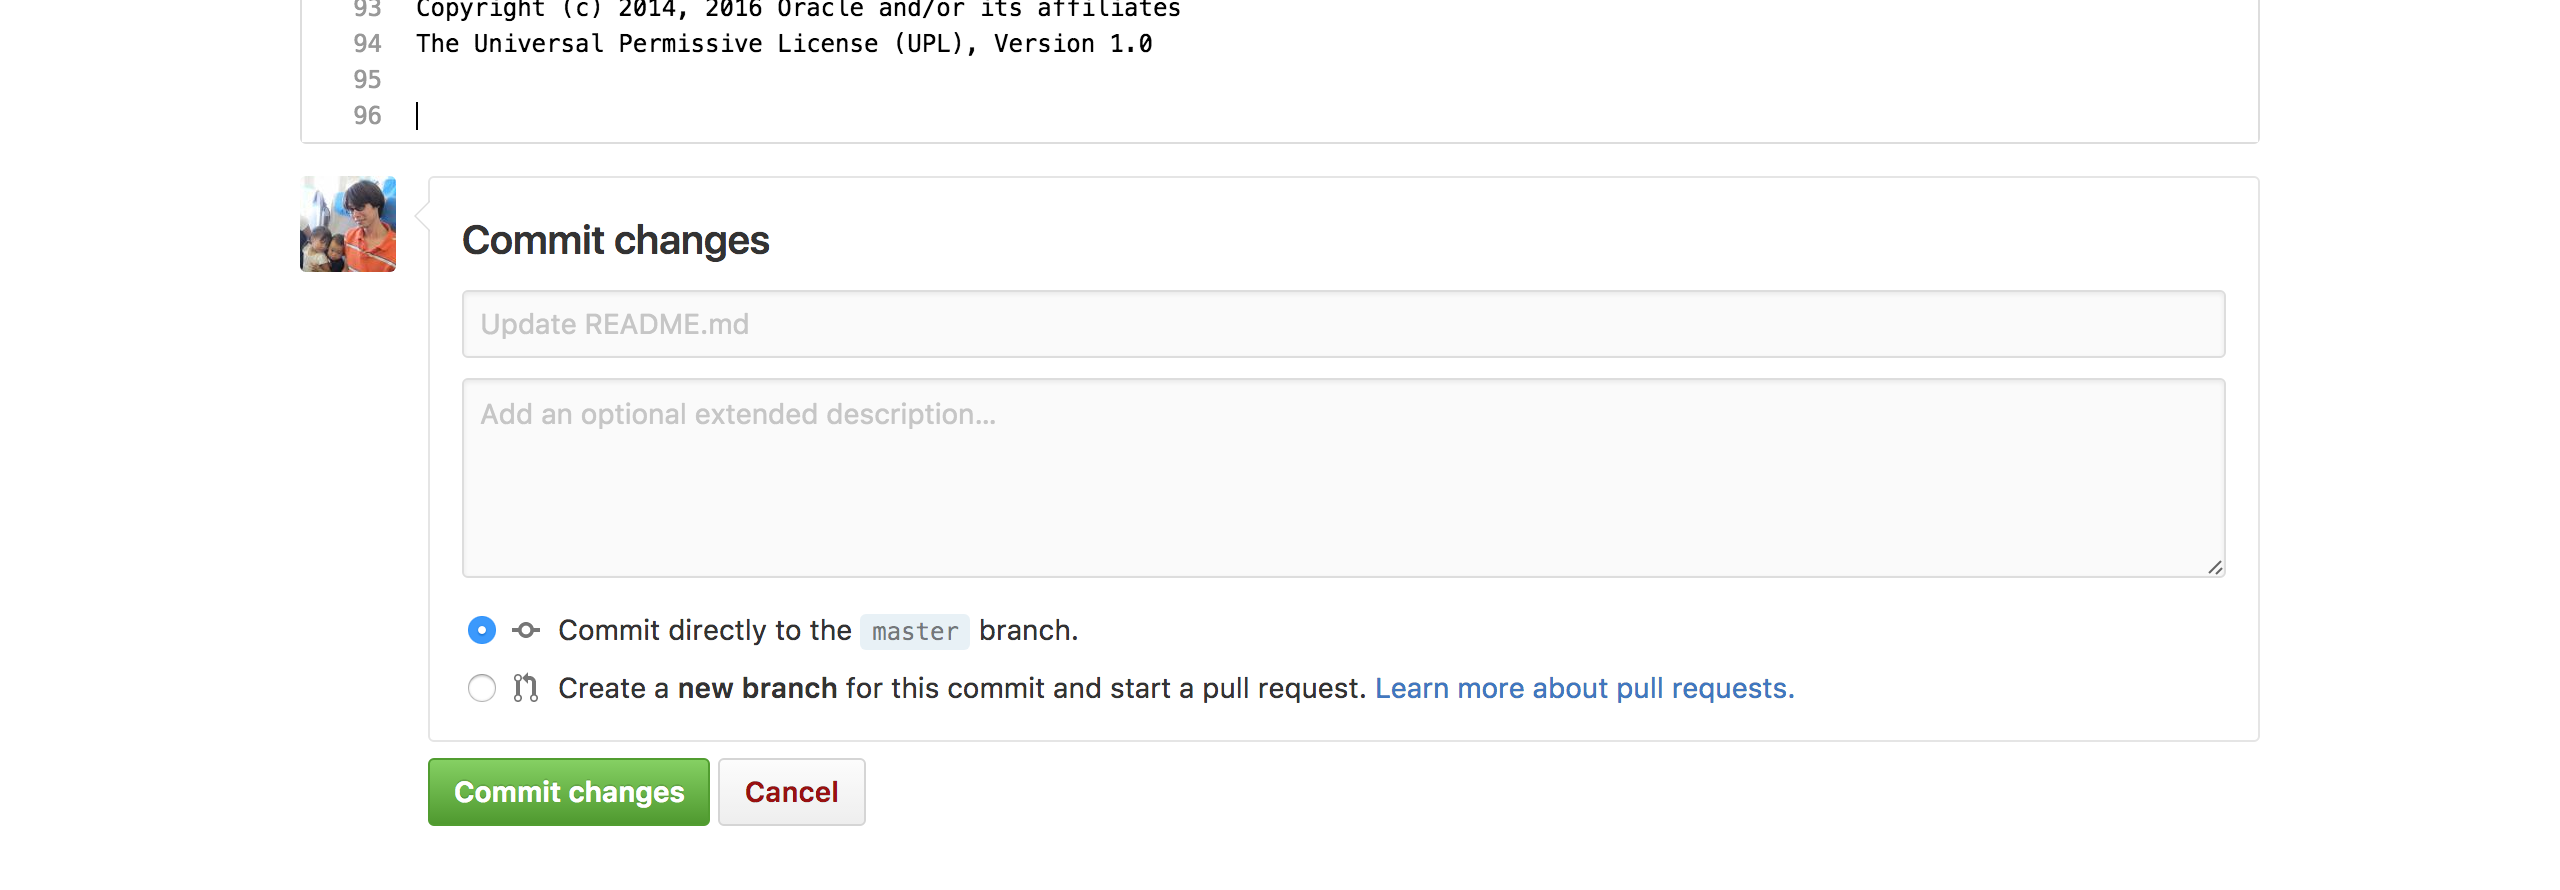 93 Copyright (c) 2014, 2016 Oracle and/or its affiliates
94 The Universal Permissive License (UPL), Version 1.0
95
96
Commit changes
Update README.md
Add an optional extended description...
Commit directly to the master branch.
Create a new branch for this commit and start a pull request. Learn more about pull requests.
Commit changes Cancel